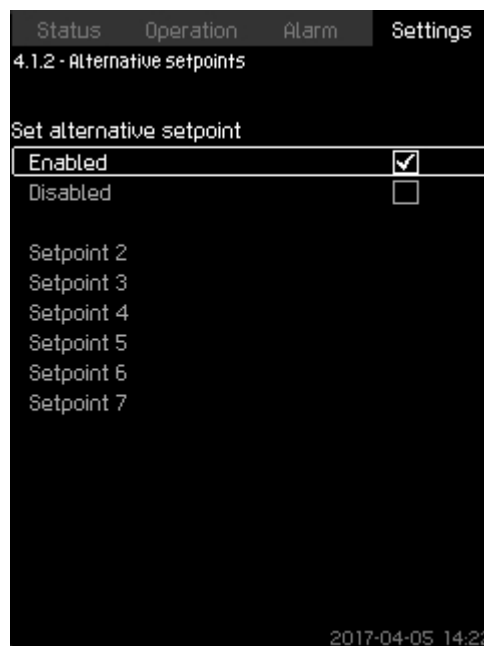 Status Operation Alarm Settings
4.1.2 - Alternative setpoints
Set alternative setpoint
Enabled
Disabled
Setpoint 2
Setpoint 3
Setpoint 4
Setpoint 5
Setpoint 6
Setpoint 7
2017-04-05 14:22